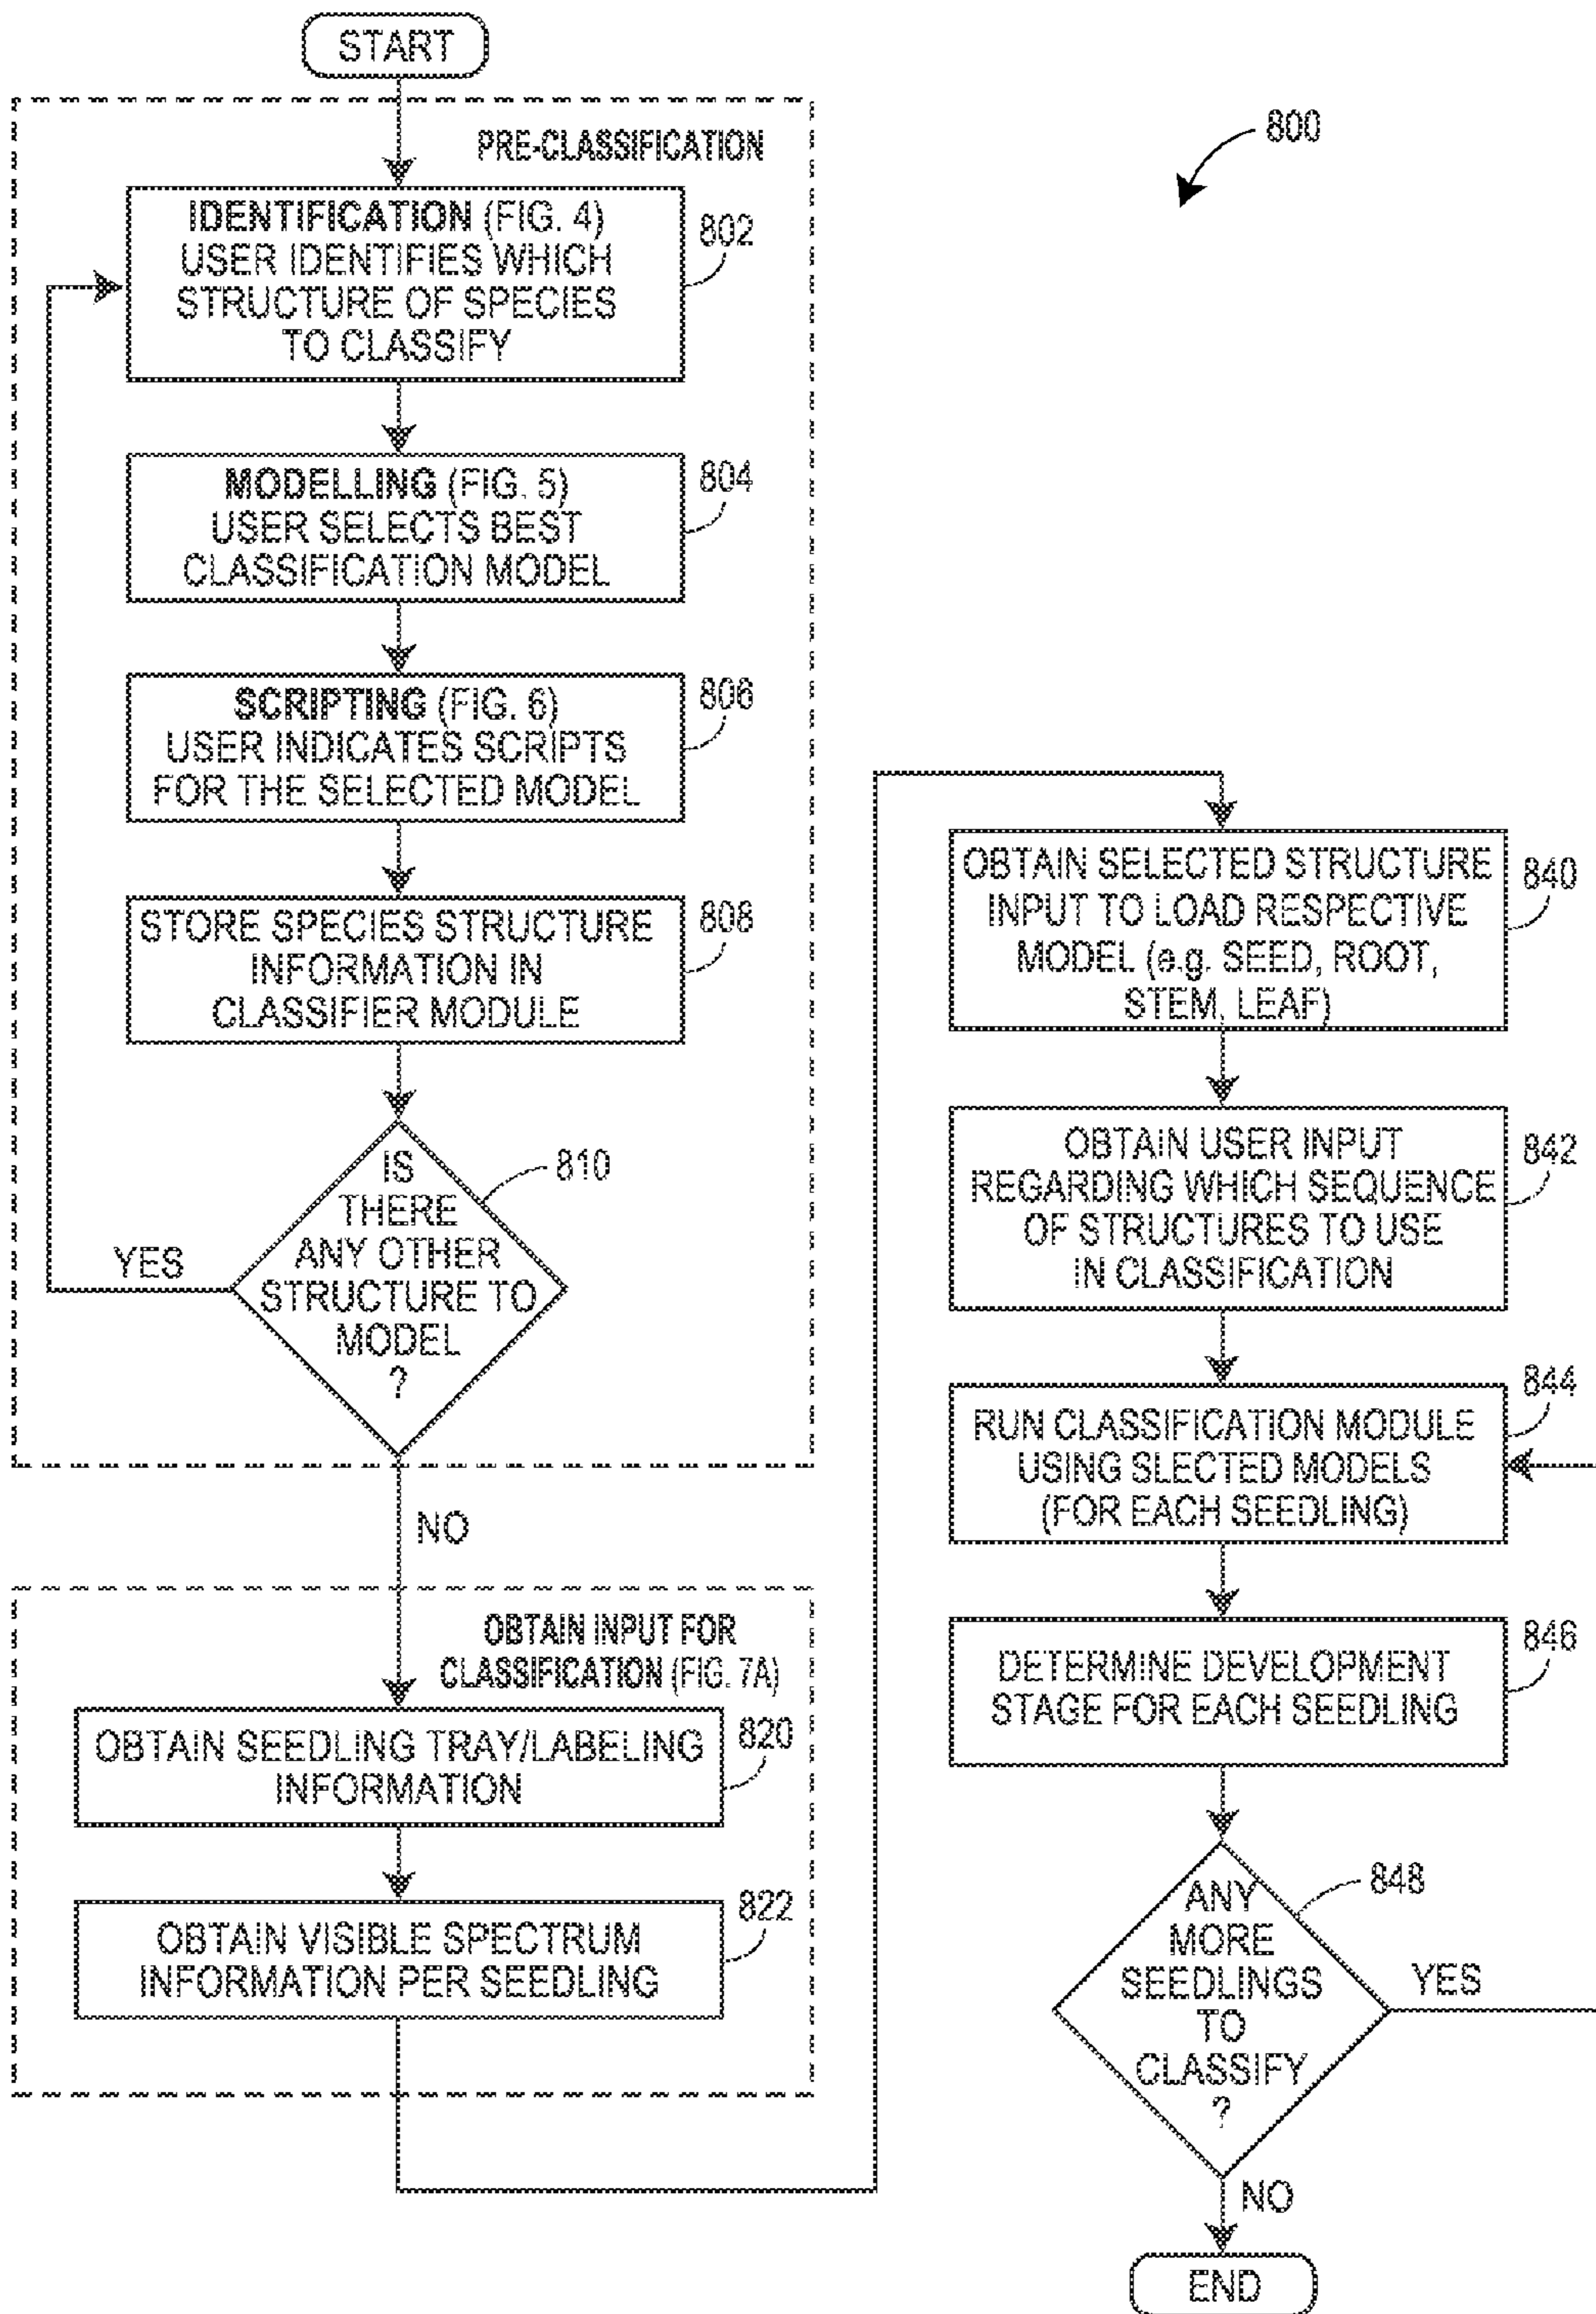 START
PRE-CLASSIFICATION
800
IDENTIFICATION (FIG. 4)
USER IDENTIFIES WHICH
STRUCTURE OF SPECIES
TO CLASSIFY
802
MODELLING (FIG. 5)
USER SELECTS BEST
CLASSIFICATION MODEL
804
SCRIPTING (FIG. 6)
USER INDICATES SCRIPTS
FOR THE SELECTED MODEL
806
STORE SPECIES STRUCTURE
INFORMATION IN
CLASSIFIER MODULE
808
IS
THERE
ANY OTHER
STRUCTURE TO
MODEL
?
810
YES
NO
OBTAIN INPUT FOR
CLASSIFICATION (FIG. 7A)
OBTAIN SEEDLING TRAY/LABELING
INFORMATION
820
OBTAIN VISIBLE SPECTRUM
INFORMATION PER SEEDLING
822
OBTAIN SELECTED STRUCTURE
INPUT TO LOAD RESPECTIVE
MODEL (e.g. SEED, ROOT,
STEM, LEAF)
840
OBTAIN USER INPUT
REGARDING WHICH SEQUENCE
OF STRUCTURES TO USE
IN CLASSIFICATION
842
RUN CLASSIFICATION MODULE
USING SLECTED MODELS
(FOR EACH SEEDLING)
844
DETERMINE DEVELOPMENT
STAGE FOR EACH SEEDLING
846
ANY
MORE
SEEDLINGS
TO
CLASSIFY
?
848
YES
NO
END